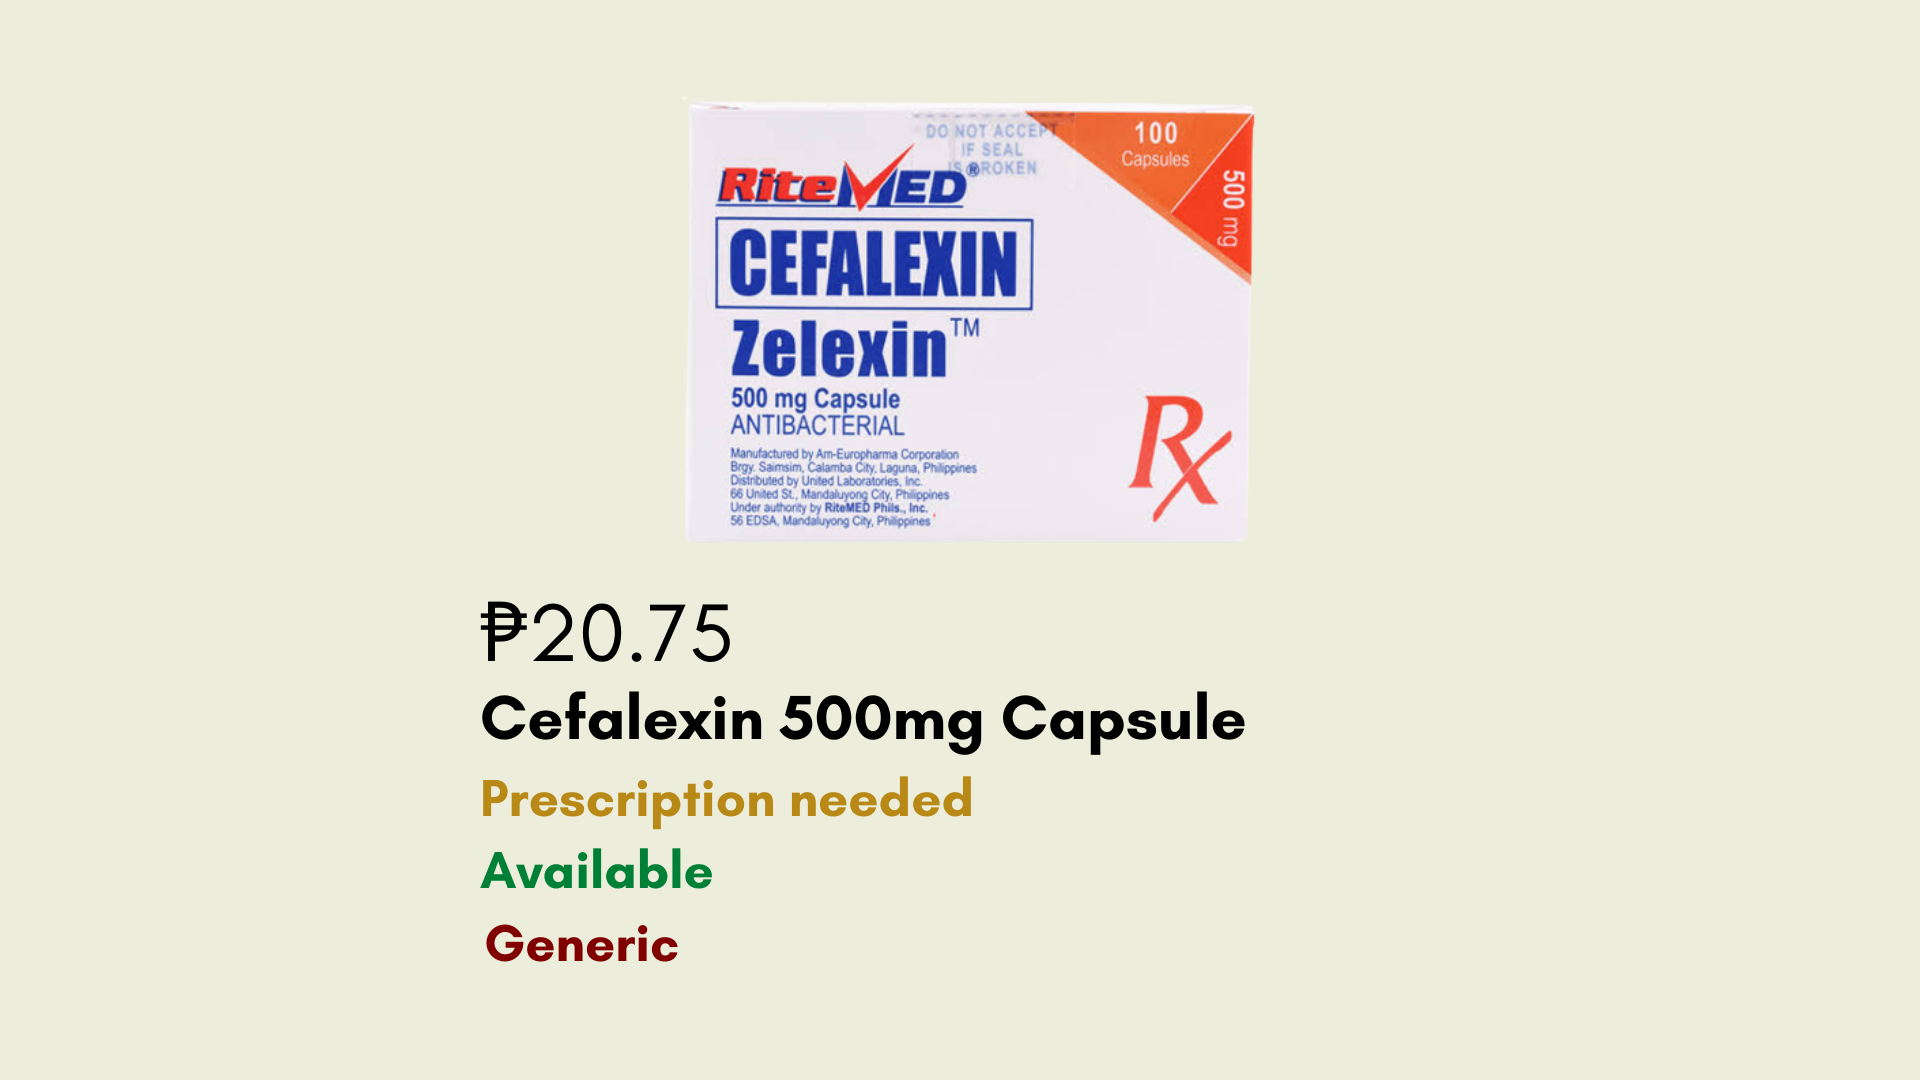 DO NOT ACCEPT
IF SEAL
IS BROKEN
100
Capsules
500 mg
RiteMED®
CEFALEXIN
Zelexin™
500 mg Capsule
ANTIBACTERIAL
Manufactured by Am-Europharma Corporation
Brgy. Saimsim, Calamba City, Laguna, Philippines
Distributed by United Laboratories, Inc.
66 United St., Mandaluyong City, Philippines
Under authority by RiteMED Phils., Inc.
56 EDSA, Mandaluyong City, Philippines
Rx
₱20.75
Cefalexin 500mg Capsule
Prescription needed
Available
Generic